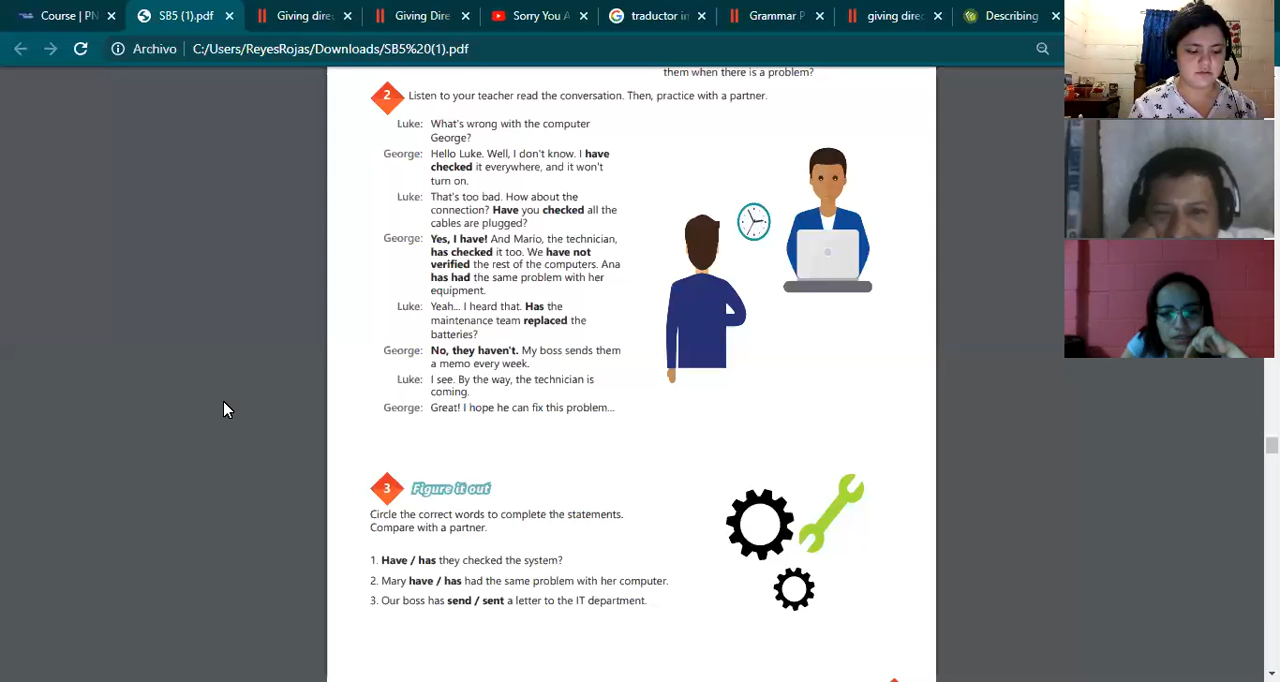 Course | PN
SB5 (1).pdf
Giving dire
Giving Dire
Sorry You A
traductor in
Grammar P
giving direc
Describing
Archivo
C:/Users/ReyesRojas/Downloads/SB5%20(1).pdf
them when there is a problem?
2 Listen to your teacher read the conversation. Then, practice with a partner.
Luke: What's wrong with the computer
George?
George: Hello Luke. Well, I don't know. I have
checked it everywhere, and it won't
turn on.
Luke: That's too bad. How about the
connection? Have you checked all the
cables are plugged?
George: Yes, I have! And Mario, the technician,
has checked it too. We have not
verified the rest of the computers. Ana
has had the same problem with her
equipment.
Luke: Yeah... I heard that. Has the
maintenance team replaced the
batteries?
George: No, they haven't. My boss sends them
a memo every week.
Luke: I see. By the way, the technician is
coming.
George: Great! I hope he can fix this problem...
3 Figure it out
Circle the correct words to complete the statements.
Compare with a partner.
1. Have / has they checked the system?
2. Mary have / has had the same problem with her computer.
3. Our boss has send / sent a letter to the IT department.